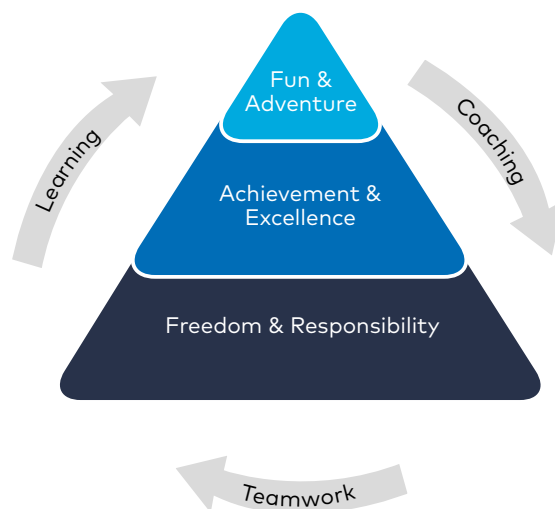 Fun &
Adventure
Learning
Coaching
Achievement &
Excellence
Freedom & Responsibility
Teamwork